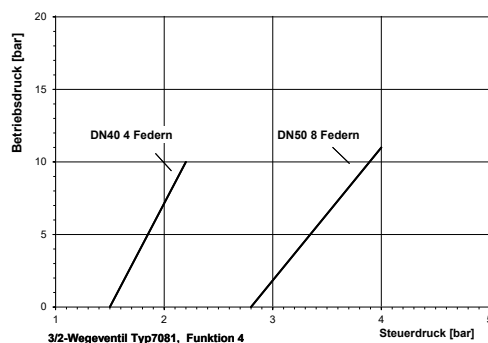 Betriebsdruck [bar]
20
15
10
5
0
DN40 4 Federn
DN50 8 Federn
1
2
3
4
5
Steuerdruck [bar]
3/2-Wegeventil Typ7081, Funktion 4